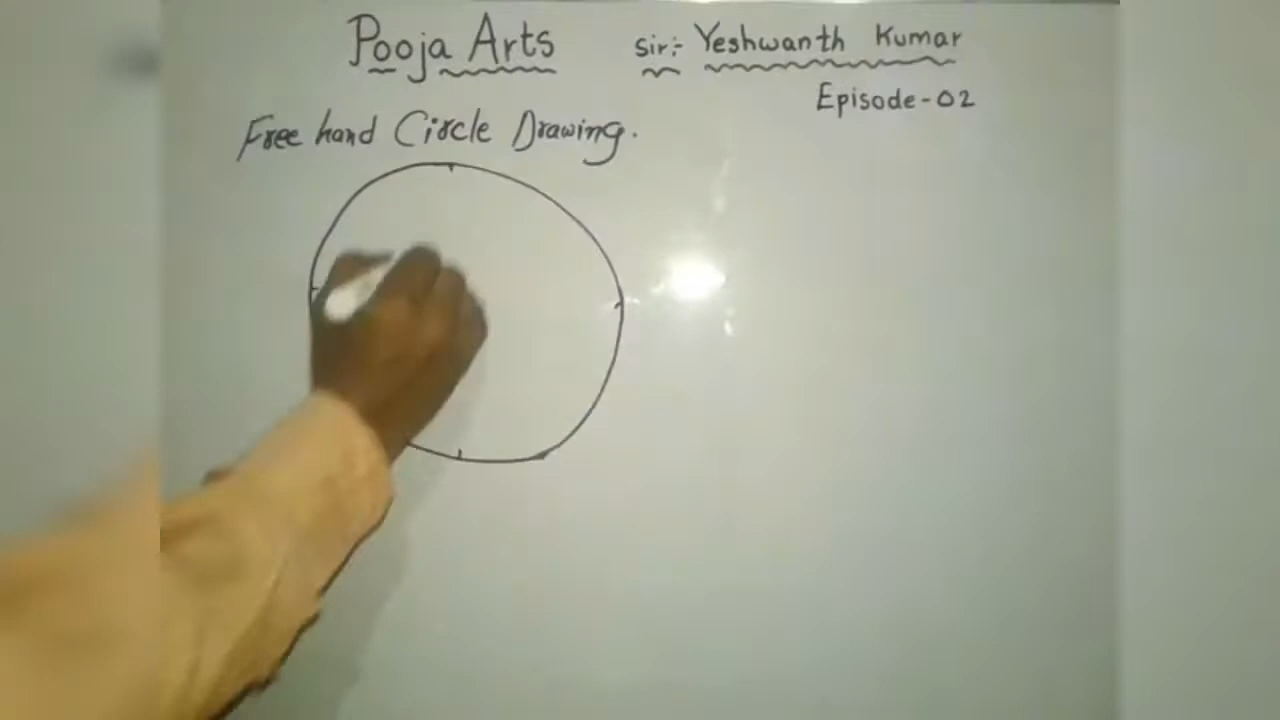 Pooja Arts sir:- Yeshwanth Kumar
Episode-02
Free hand Circle Drawing.